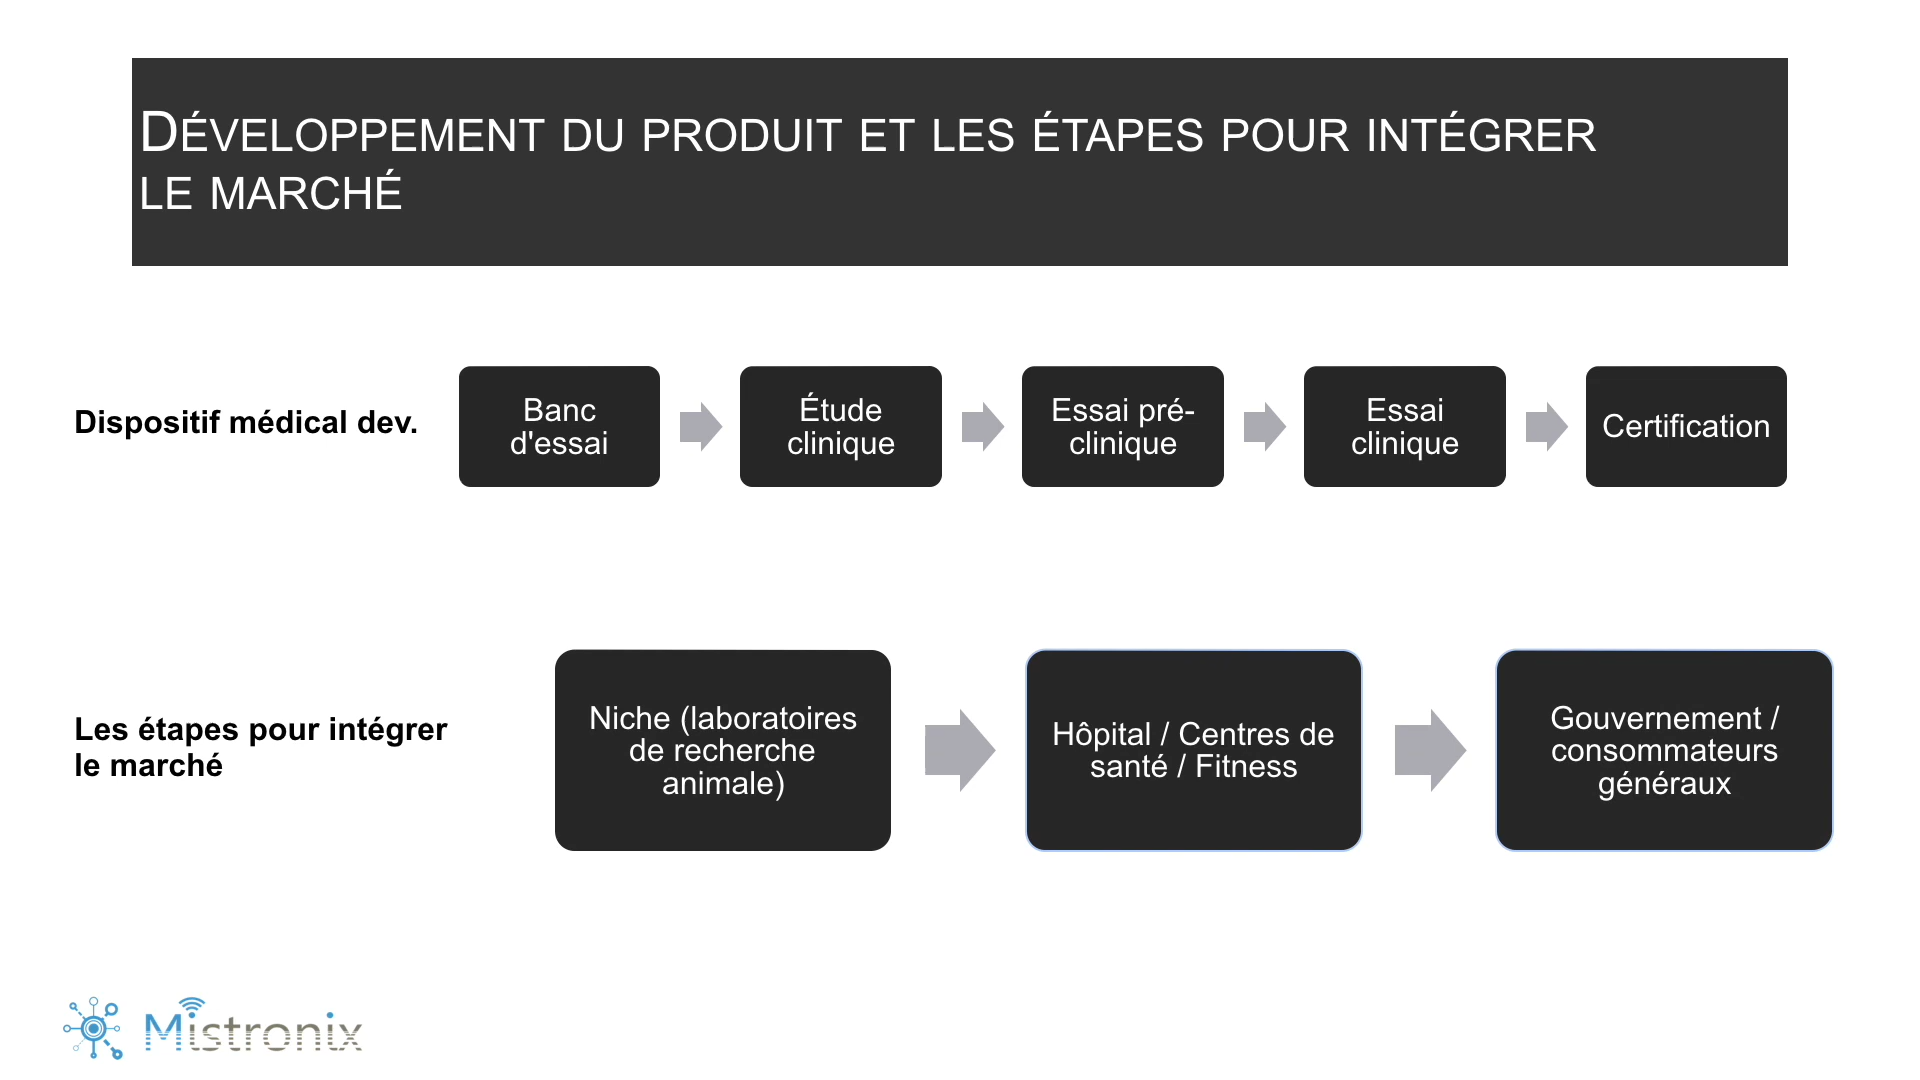 Développement du produit et les étapes pour intégrer
le marché
Dispositif médical dev.
Banc
d'essai
Étude
clinique
Essai pré-
clinique
Essai
clinique
Certification
Les étapes pour intégrer
le marché
Niche (laboratoires
de recherche
animale)
Hôpital / Centres de
santé / Fitness
Gouvernement /
consommateurs
généraux
Mistronix